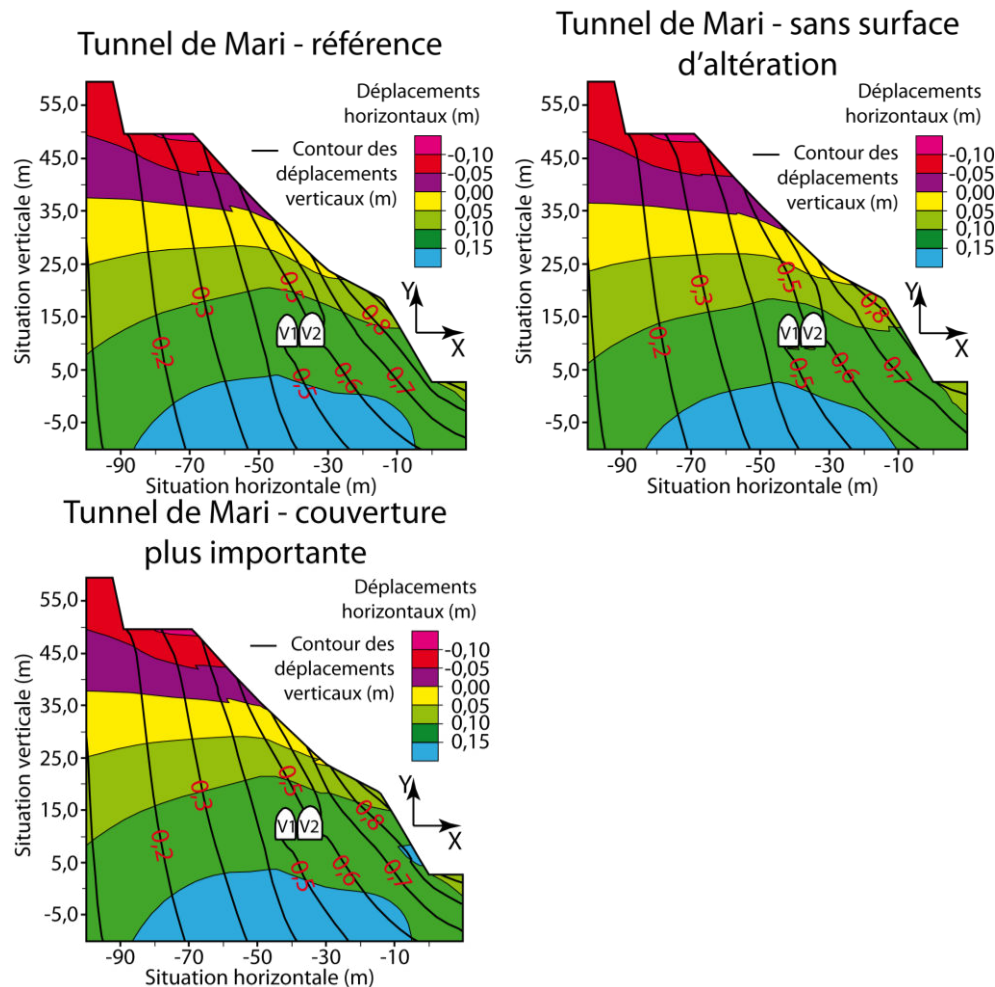 Tunnel de Mari - référence
Déplacements
horizontaux (m)
-0,10
-0,05
0,00
0,05
0,10
0,15
Contour des
déplacements
verticaux (m)
Situation verticale (m)
55,0
45,0
35,0
25,0
15,0
5,0
-5,0
0,2
0,3
0,5
0,5
0,6
0,7
0,8
V1 V2
Y
X
-90 -70 -50 -30 -10
Situation horizontale (m)
Tunnel de Mari - sans surface
d'altération
Déplacements
horizontaux (m)
-0,10
-0,05
0,00
0,05
0,10
0,15
Contour des
déplacements
verticaux (m)
Situation verticale (m)
55,0
45,0
35,0
25,0
15,0
5,0
-5,0
0,2
0,3
0,5
0,5
0,6
0,7
0,8
V1 V2
Y
X
-90 -70 -50 -30 -10
Situation horizontale (m)
Tunnel de Mari - couverture
plus importante
Déplacements
horizontaux (m)
-0,10
-0,05
0,00
0,05
0,10
0,15
Contour des
déplacements
verticaux (m)
Situation verticale (m)
55,0
45,0
35,0
25,0
15,0
5,0
-5,0
0,2
0,3
0,5
0,5
0,6
0,7
0,8
V1 V2
Y
X
-90 -70 -50 -30 -10
Situation horizontale (m)